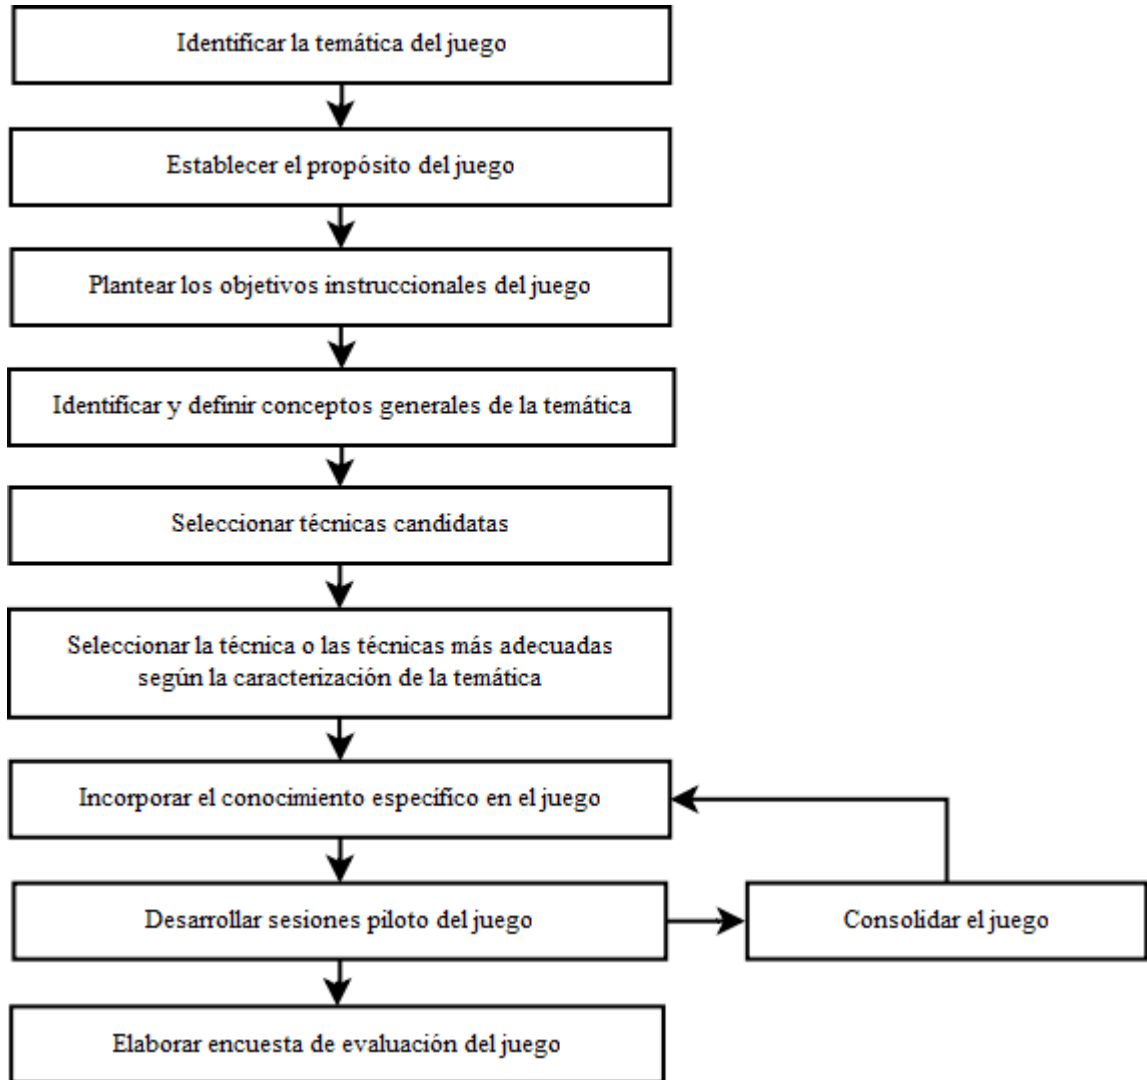 Identificar la temática del juego
Establecer el propósito del juego
Plantear los objetivos instruccionales del juego
Identificar y definir conceptos generales de la temática
Seleccionar técnicas candidatas
Seleccionar la técnica o las técnicas más adecuadas
según la caracterización de la temática
Incorporar el conocimiento específico en el juego
Desarrollar sesiones piloto del juego
Consolidar el juego
Elaborar encuesta de evaluación del juego